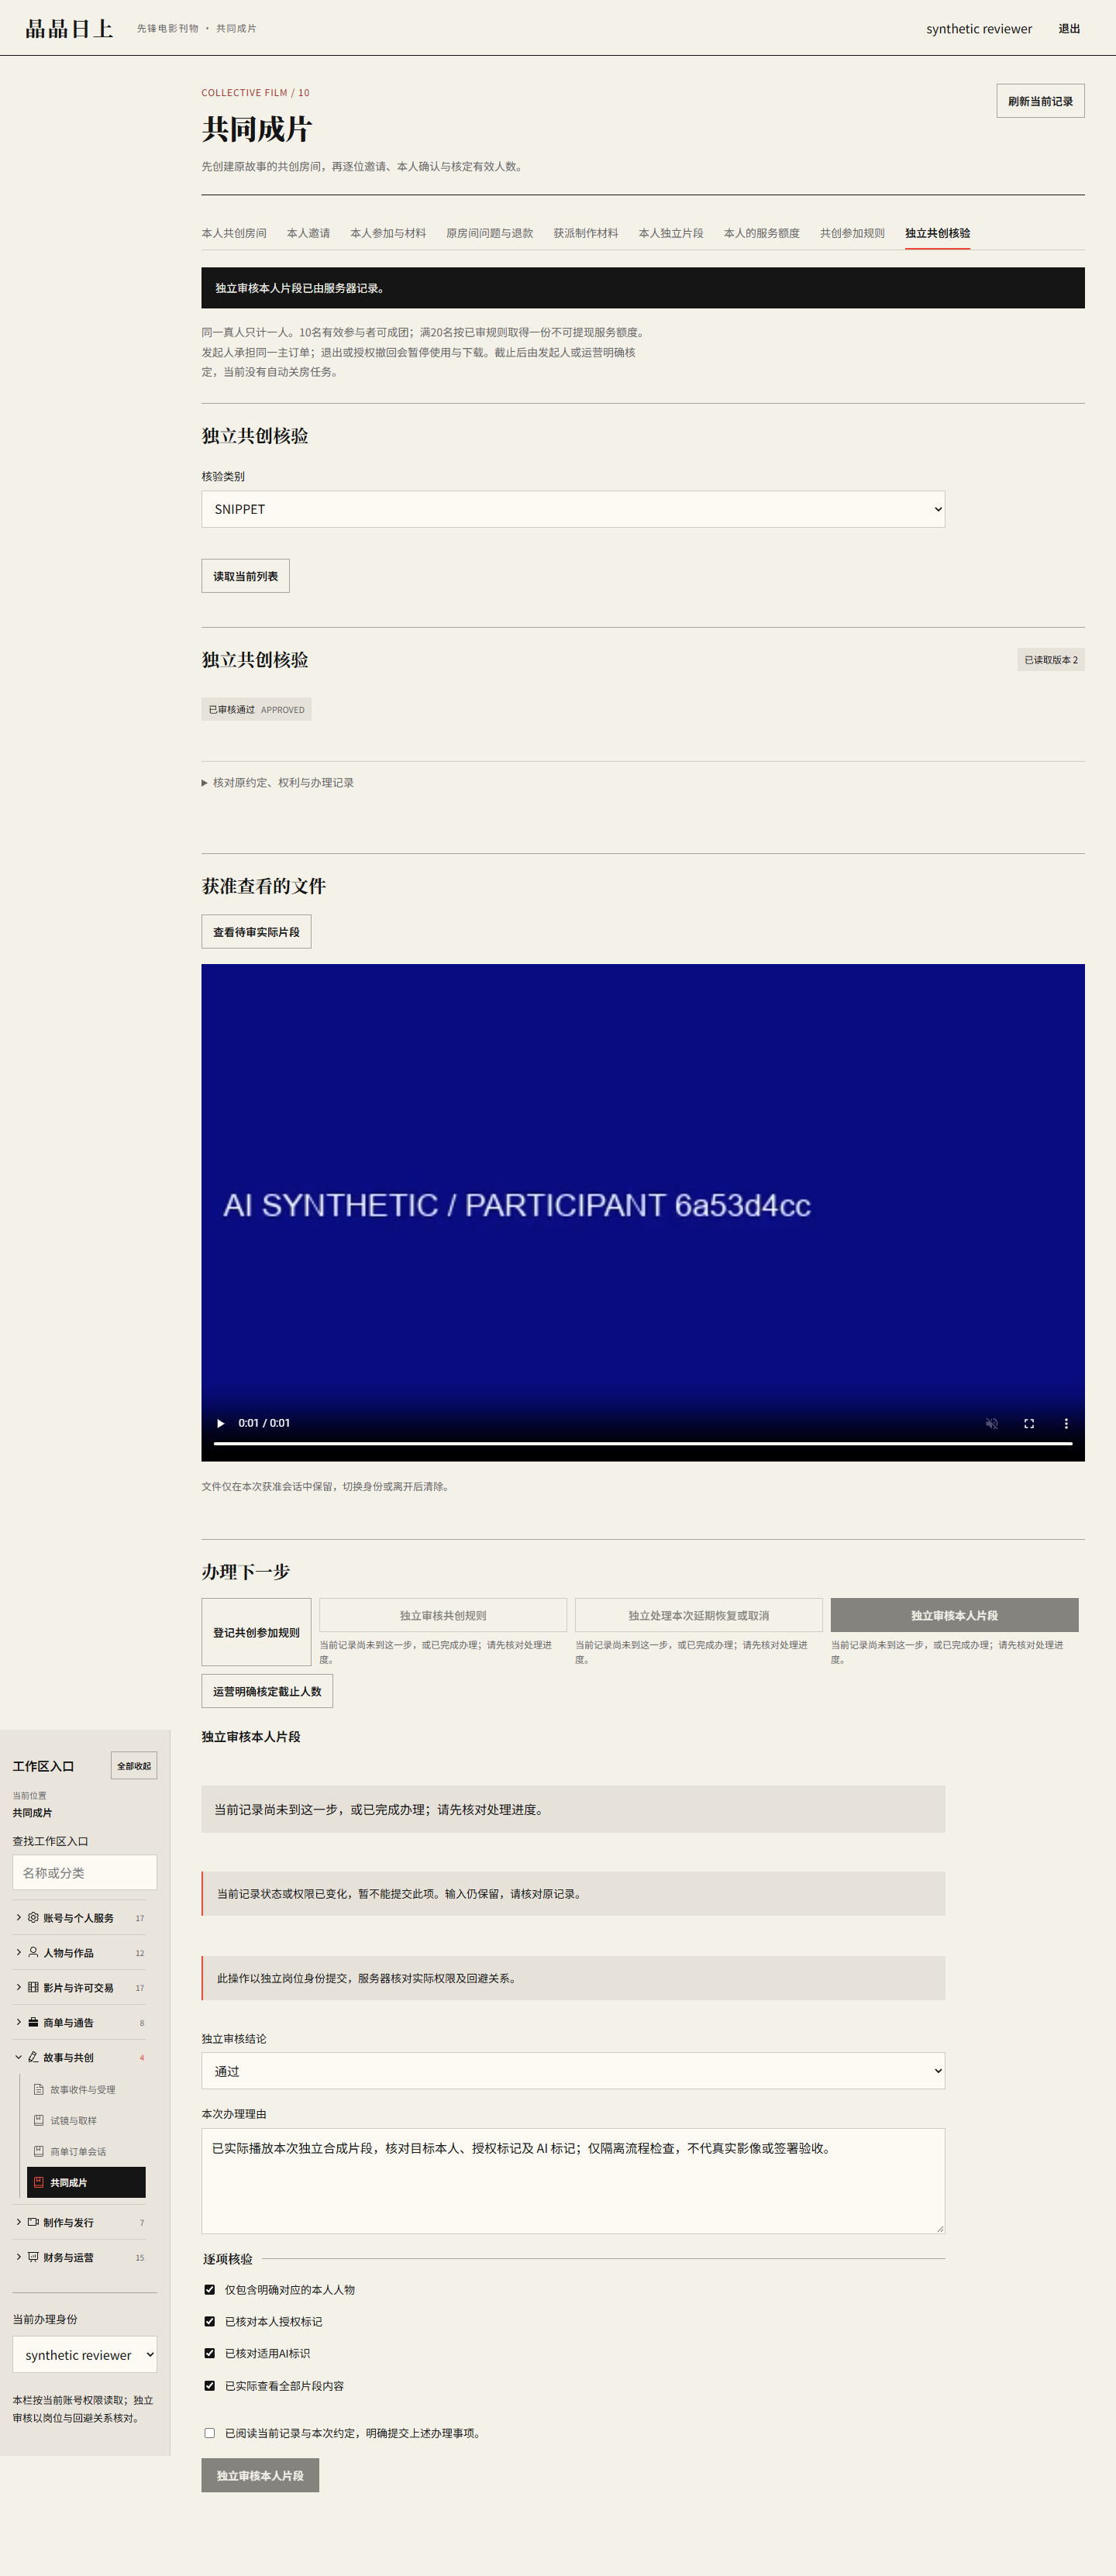 晶晶日上
先锋电影刊物 · 共同成片
synthetic reviewer
退出
COLLECTIVE FILM / 10
刷新当前记录
共同成片
先创建原故事的共创房间，再逐位邀请、本人确认与核定有效人数。
本人共创房间 本人邀请 本人参加与材料 原房间问题与退款 获派制作材料 本人独立片段 本人的服务额度 共创参加规则 独立共创核验
独立审核本人片段已由服务器记录。
同一真人只计一人。10名有效参与者可成团；满20名按已审规则取得一份不可提现服务额度。
发起人承担同一主订单；退出或授权撤回会暂停使用与下载。截止后由发起人或运营明确核
定，当前没有自动关房任务。
独立共创核验
核验类别
SNIPPET
读取当前列表
独立共创核验
已读取版本 2
已审核通过 APPROVED
核对原约定、权利与办理记录
获准查看的文件
查看待审实际片段
AI SYNTHETIC / PARTICIPANT 6a53d4cc
0:01 / 0:01
文件仅在本次获准会话中保留，切换身份或离开后清除。
办理下一步
登记共创参加规则
独立审核共创规则
当前记录尚未到这一步，或已完成办理；请先核对处理进
度。
独立处理本次延期恢复或取消
当前记录尚未到这一步，或已完成办理；请先核对处理进
度。
独立审核本人片段
当前记录尚未到这一步，或已完成办理；请先核对处理进
度。
运营明确核定截止人数
独立审核本人片段
当前记录尚未到这一步，或已完成办理；请先核对处理进度。
当前记录状态或权限已变化，暂不能提交此项。输入仍保留，请核对原记录。
此操作以独立岗位身份提交，服务器核对实际权限及回避关系。
独立审核结论
通过
本次办理理由
已实际播放本次独立合成片段，核对目标本人、授权标记及 AI 标记；仅隔离流程检查，不代真实影像或签署验收。
逐项核验
仅包含明确对应的本人人物
已核对本人授权标记
已核对适用AI标识
已实际查看全部片段内容
已阅读当前记录与本次约定，明确提交上述办理事项。
独立审核本人片段
工作区入口
全部收起
当前位置
共同成片
查找工作区入口
名称或分类
账号与个人服务 17
人物与作品 12
影片与许可交易 17
商单与通告 8
故事与共创 4
故事收件与受理
试镜与取样
商单订单会话
共同成片
制作与发行 7
财务与运营 15
当前办理身份
synthetic reviewer
本栏按当前账号权限读取；独立
审核以岗位与回避关系核对。